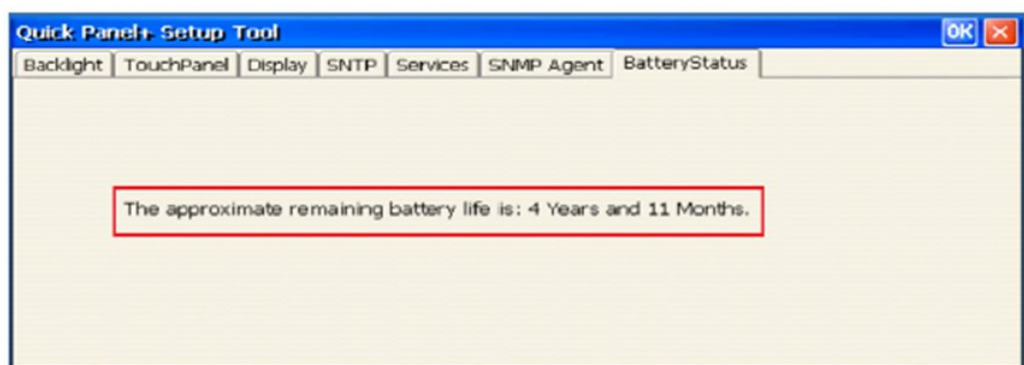 Quick Panel+ Setup Tool OK
Backlight TouchPanel Display SNTP Services SNMP Agent BatteryStatus
The approximate remaining battery life is: 4 Years and 11 Months.